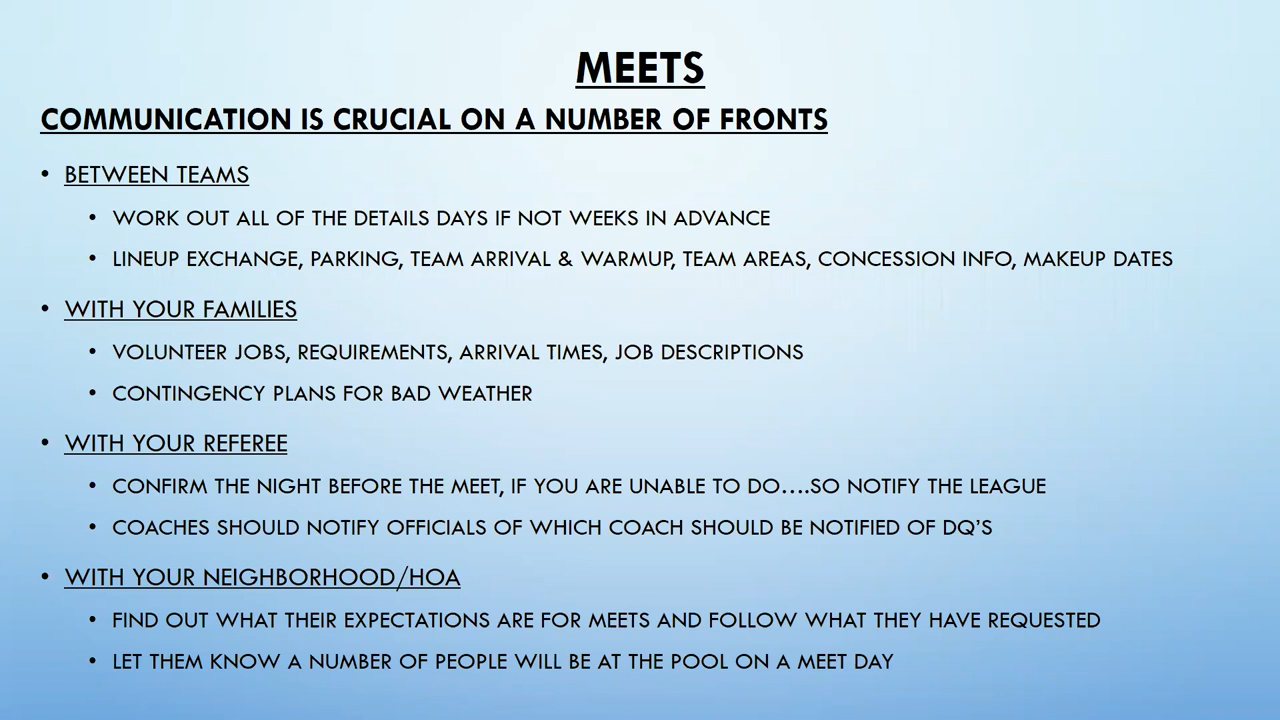 MEETS
COMMUNICATION IS CRUCIAL ON A NUMBER OF FRONTS
• BETWEEN TEAMS
• WORK OUT ALL OF THE DETAILS DAYS IF NOT WEEKS IN ADVANCE
• LINEUP EXCHANGE, PARKING, TEAM ARRIVAL & WARMUP, TEAM AREAS, CONCESSION INFO, MAKEUP DATES
• WITH YOUR FAMILIES
• VOLUNTEER JOBS, REQUIREMENTS, ARRIVAL TIMES, JOB DESCRIPTIONS
• CONTINGENCY PLANS FOR BAD WEATHER
• WITH YOUR REFEREE
• CONFIRM THE NIGHT BEFORE THE MEET, IF YOU ARE UNABLE TO DO....SO NOTIFY THE LEAGUE
• COACHES SHOULD NOTIFY OFFICIALS OF WHICH COACH SHOULD BE NOTIFIED OF DQ'S
• WITH YOUR NEIGHBORHOOD/HOA
• FIND OUT WHAT THEIR EXPECTATIONS ARE FOR MEETS AND FOLLOW WHAT THEY HAVE REQUESTED
• LET THEM KNOW A NUMBER OF PEOPLE WILL BE AT THE POOL ON A MEET DAY